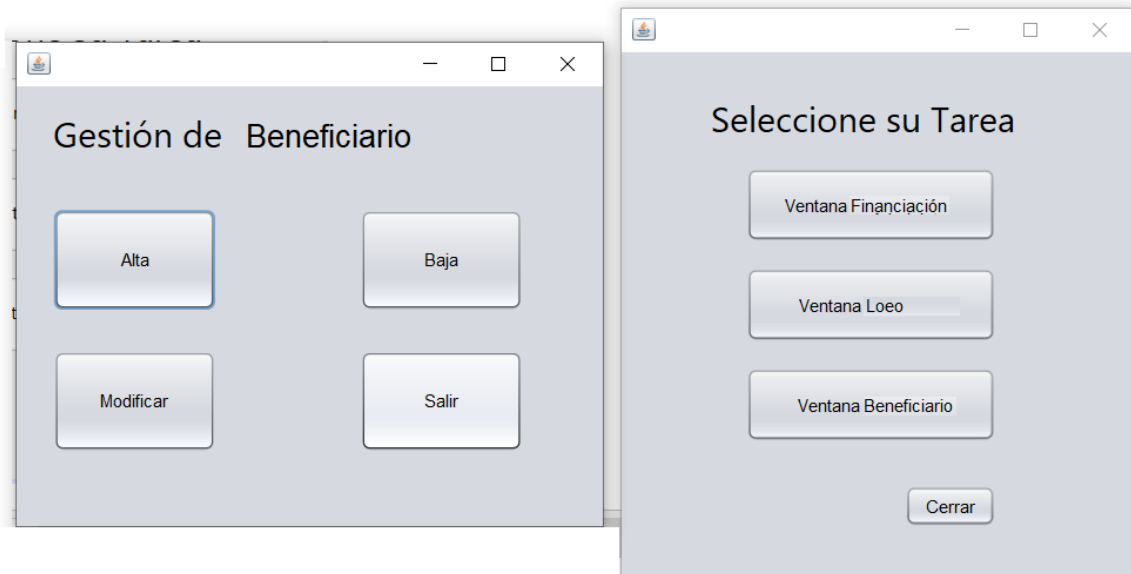 Gestión de Beneficiario
Alta
Baja
Modificar
Salir
Seleccione su Tarea
Ventana Financiación
Ventana Loeo
Ventana Beneficiario
Cerrar